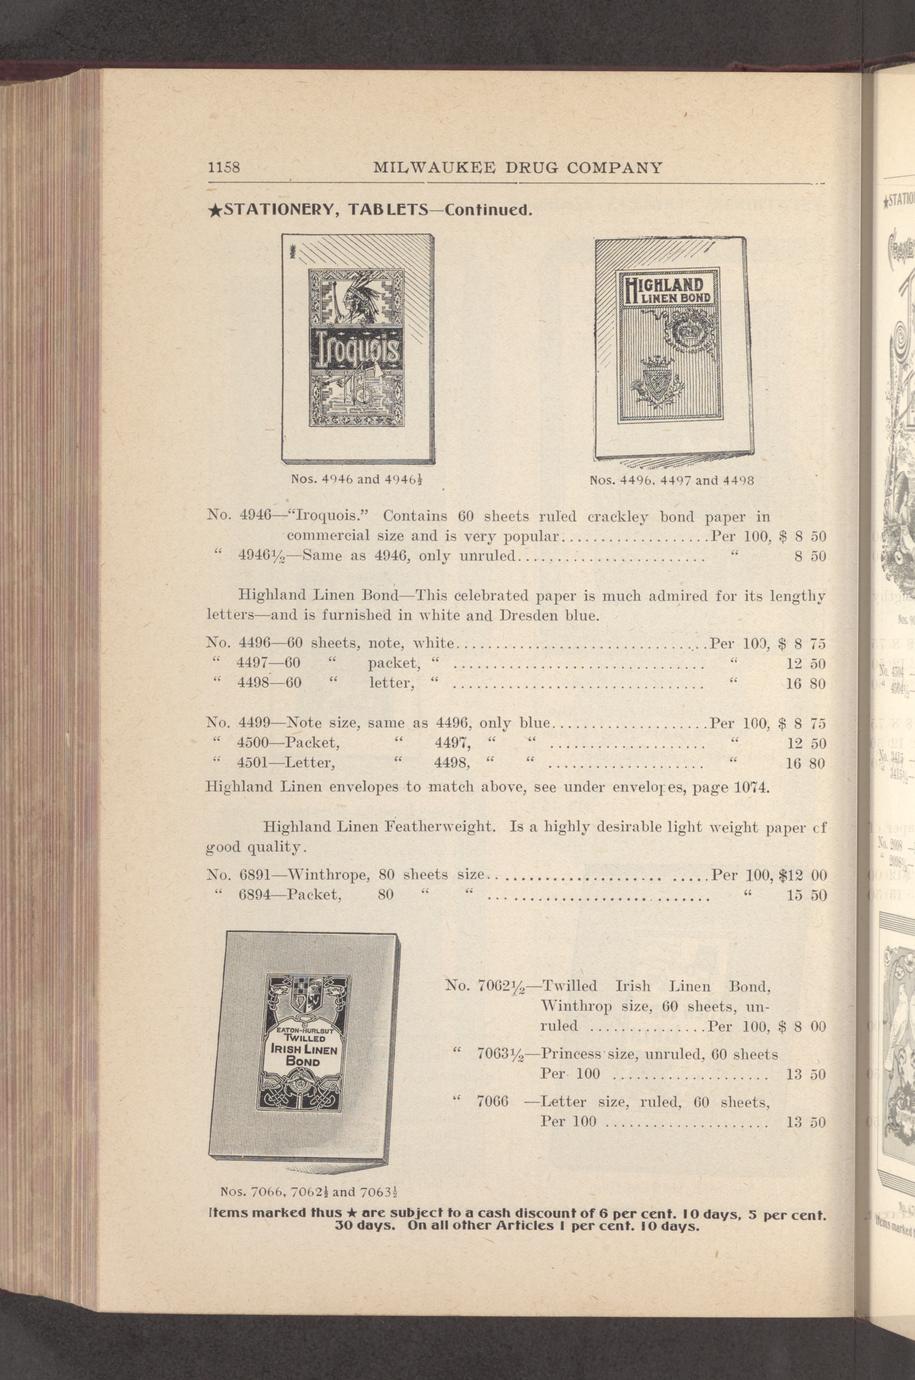 1158 MILWAUKEE DRUG COMPANY
★STATIONERY, TABLETS—Continued.
Iroquois
HIGHLAND
LINEN BOND
Nos. 4946 and 4946½
Nos. 4496, 4497 and 4498
No. 4946—“Iroquois.” Contains 60 sheets ruled crackley bond paper in
commercial size and is very popular..................Per 100, $ 8 50
“ 4946½—Same as 4946, only unruled........................ “ 8 50
Highland Linen Bond—This celebrated paper is much admired for its lengthy
letters—and is furnished in white and Dresden blue.
No. 4496—60 sheets, note, white................................Per 100, $ 8 75
“ 4497—60 “ packet, “ ................................ “ 12 50
“ 4498—60 “ letter, “ ................................ “ 16 80
No. 4499—Note size, same as 4496, only blue....................Per 100, $ 8 75
“ 4500—Packet, “ 4497, “ “ .................... “ 12 50
“ 4501—Letter, “ 4498, “ “ .................... “ 16 80
Highland Linen envelopes to match above, see under envelopes, page 1074.
Highland Linen Featherweight. Is a highly desirable light weight paper of
good quality.
No. 6891—Winthrope, 80 sheets size.............................Per 100, $12 00
“ 6894—Packet, 80 “ “ ............................. “ 15 50
EATON-HURLBUT
TWILLED
IRISH LINEN
BOND
No. 7062½—Twilled Irish Linen Bond,
Winthrop size, 60 sheets, un-
ruled ...............Per 100, $ 8 00
“ 7063½—Princess size, unruled, 60 sheets
Per 100 .................... 13 50
“ 7066 —Letter size, ruled, 60 sheets,
Per 100 ..................... 13 50
Nos. 7066, 7062½ and 7063½
Items marked thus ★ are subject to a cash discount of 6 per cent. 10 days, 5 per cent.
30 days. On all other Articles 1 per cent. 10 days.